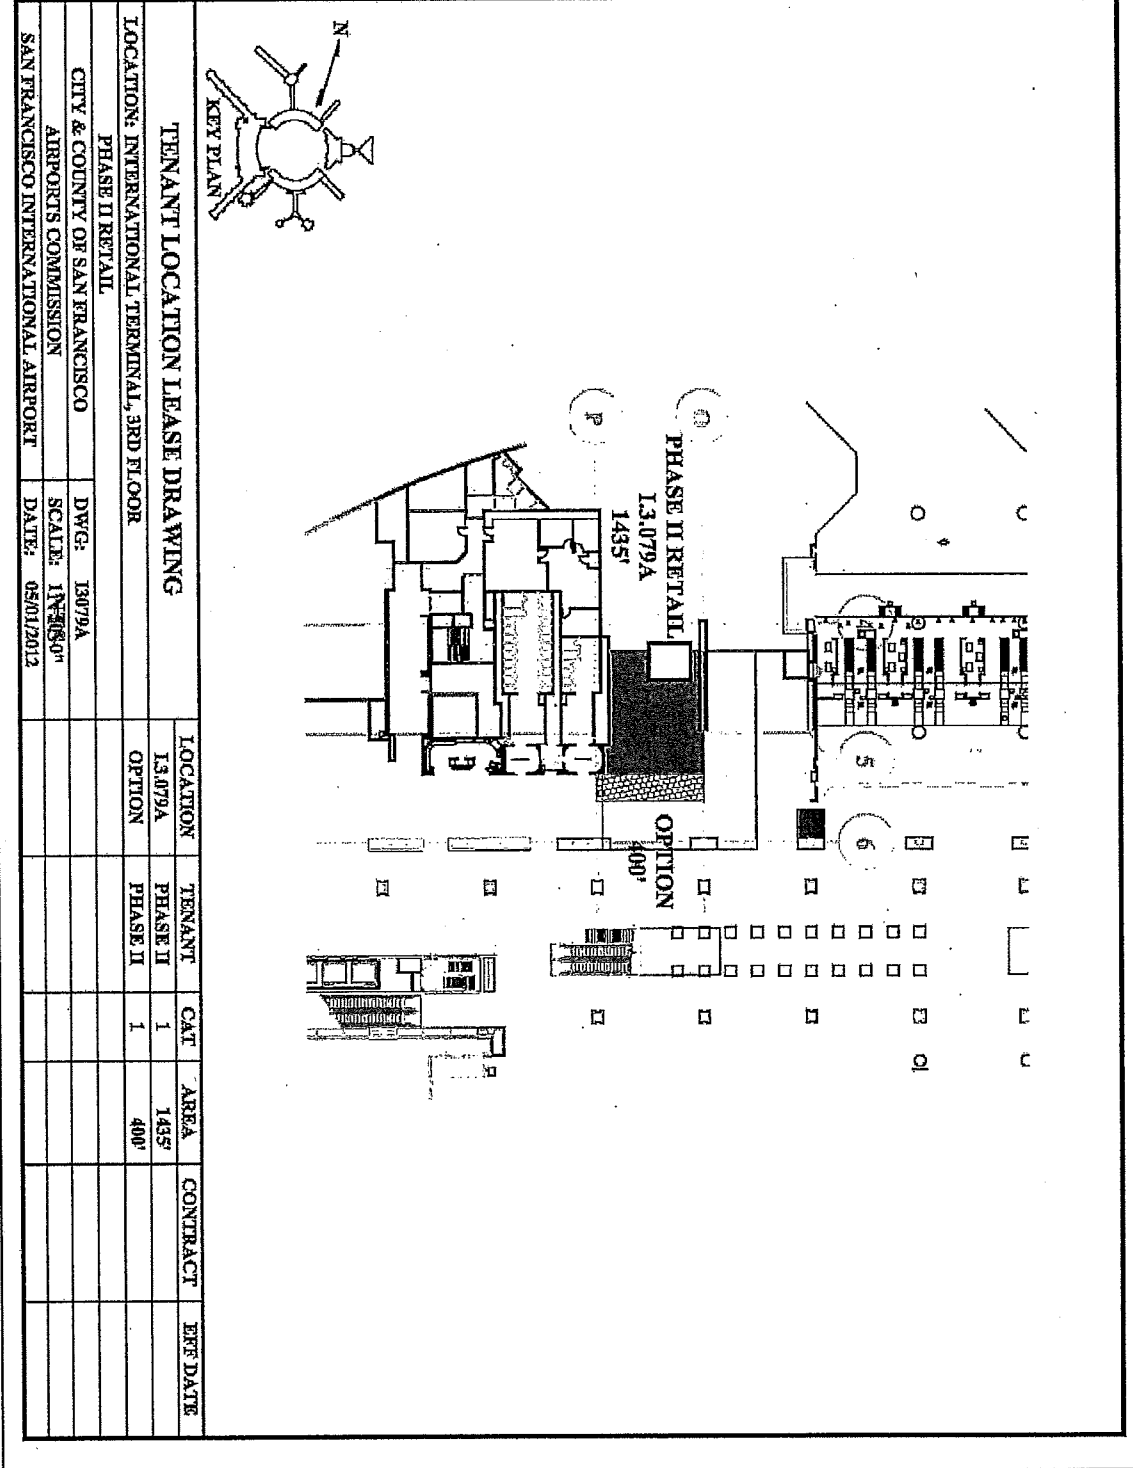 N
KEY PLAN
Q
P
PHASE II RETAIL
I.3.079A
1435'
OPTION
400'
5
6
TENANT LOCATION LEASE DRAWING
LOCATION: INTERNATIONAL TERMINAL, 3RD FLOOR
PHASE II RETAIL
CITY & COUNTY OF SAN FRANCISCO
AIRPORTS COMMISSION
SAN FRANCISCO INTERNATIONAL AIRPORT
DWG: I3079A
SCALE:
DATE: 05/01/2012
LOCATION TENANT CAT AREA CONTRACT EFF DATE
I.3.079A PHASE II 1 1435'
OPTION PHASE II 1 400'